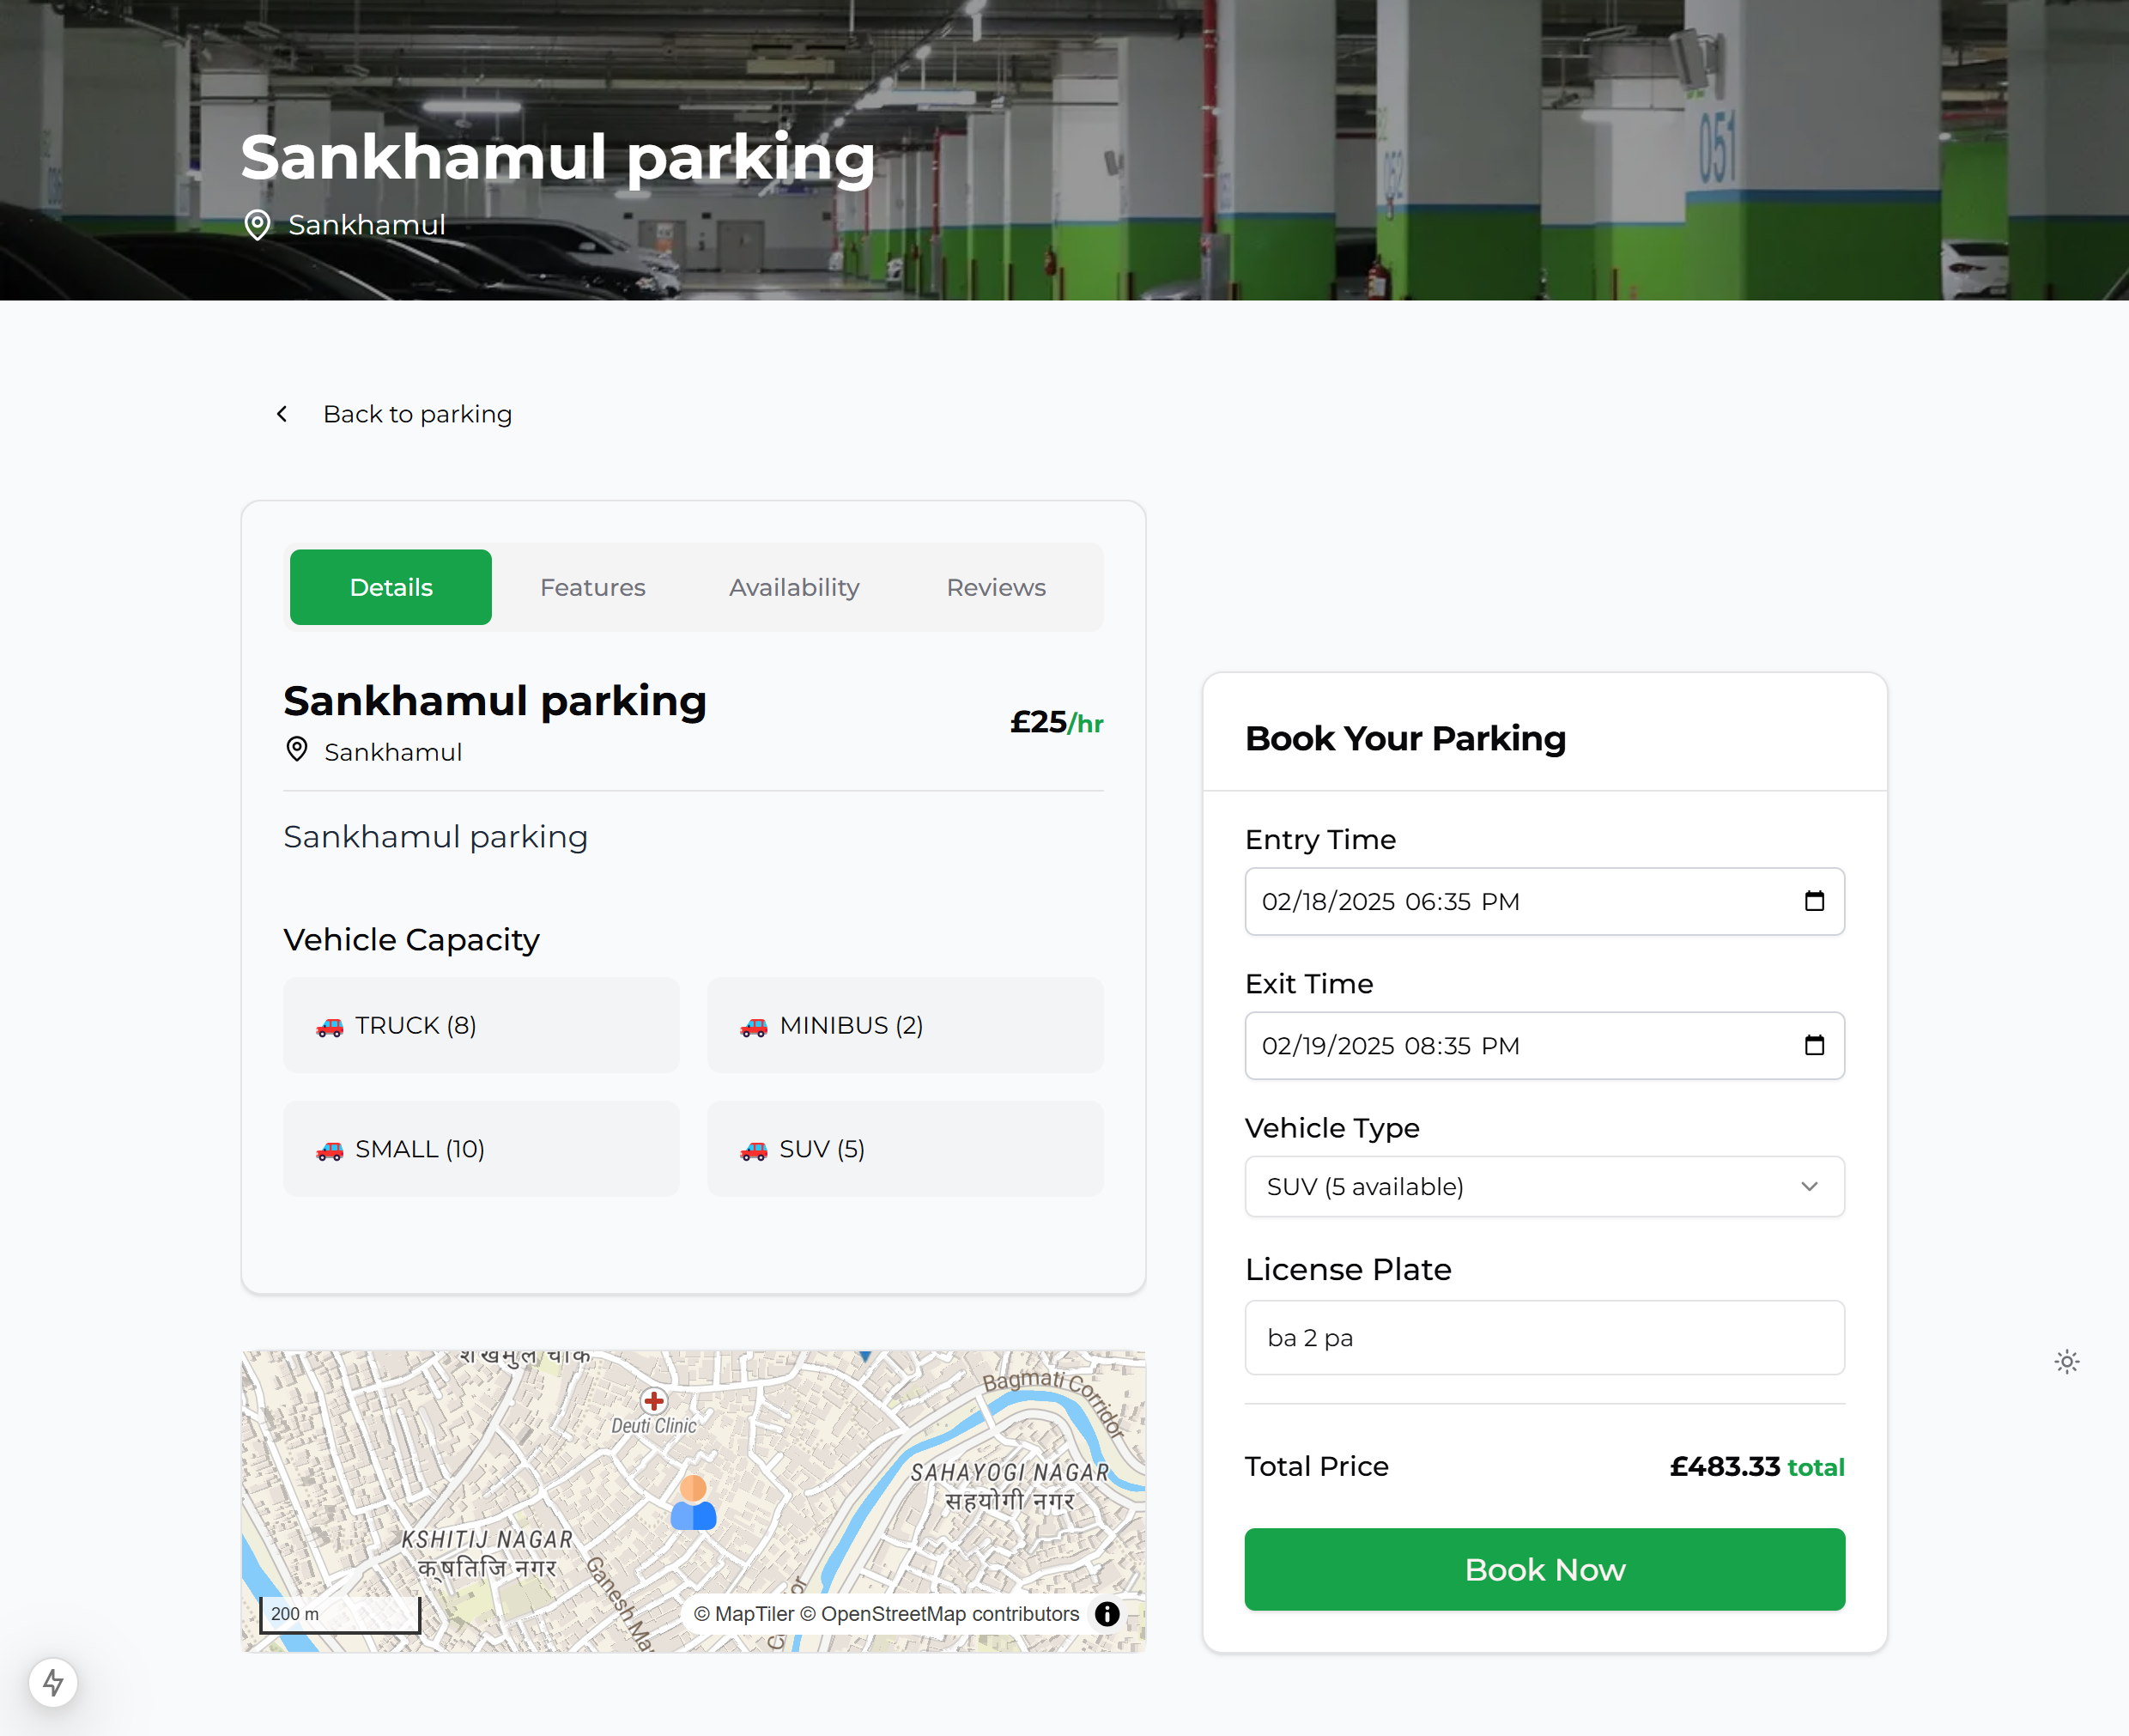 Sankhamul parking
Sankhamul
051
052
Back to parking
Details
Features
Availability
Reviews
Sankhamul parking
£25/hr
Sankhamul
Sankhamul parking
Vehicle Capacity
TRUCK (8)
MINIBUS (2)
SMALL (10)
SUV (5)
शंखमुल चोक
Deuti Clinic
Bagmati Corridor
SAHAYOGI NAGAR
सहयोगी नगर
KSHITIJ NAGAR
क्षतिजि नगर
Ganesh Ma
200 m
© MapTiler © OpenStreetMap contributors
Book Your Parking
Entry Time
02/18/2025 06:35 PM
Exit Time
02/19/2025 08:35 PM
Vehicle Type
SUV (5 available)
License Plate
ba 2 pa
Total Price
£483.33 total
Book Now